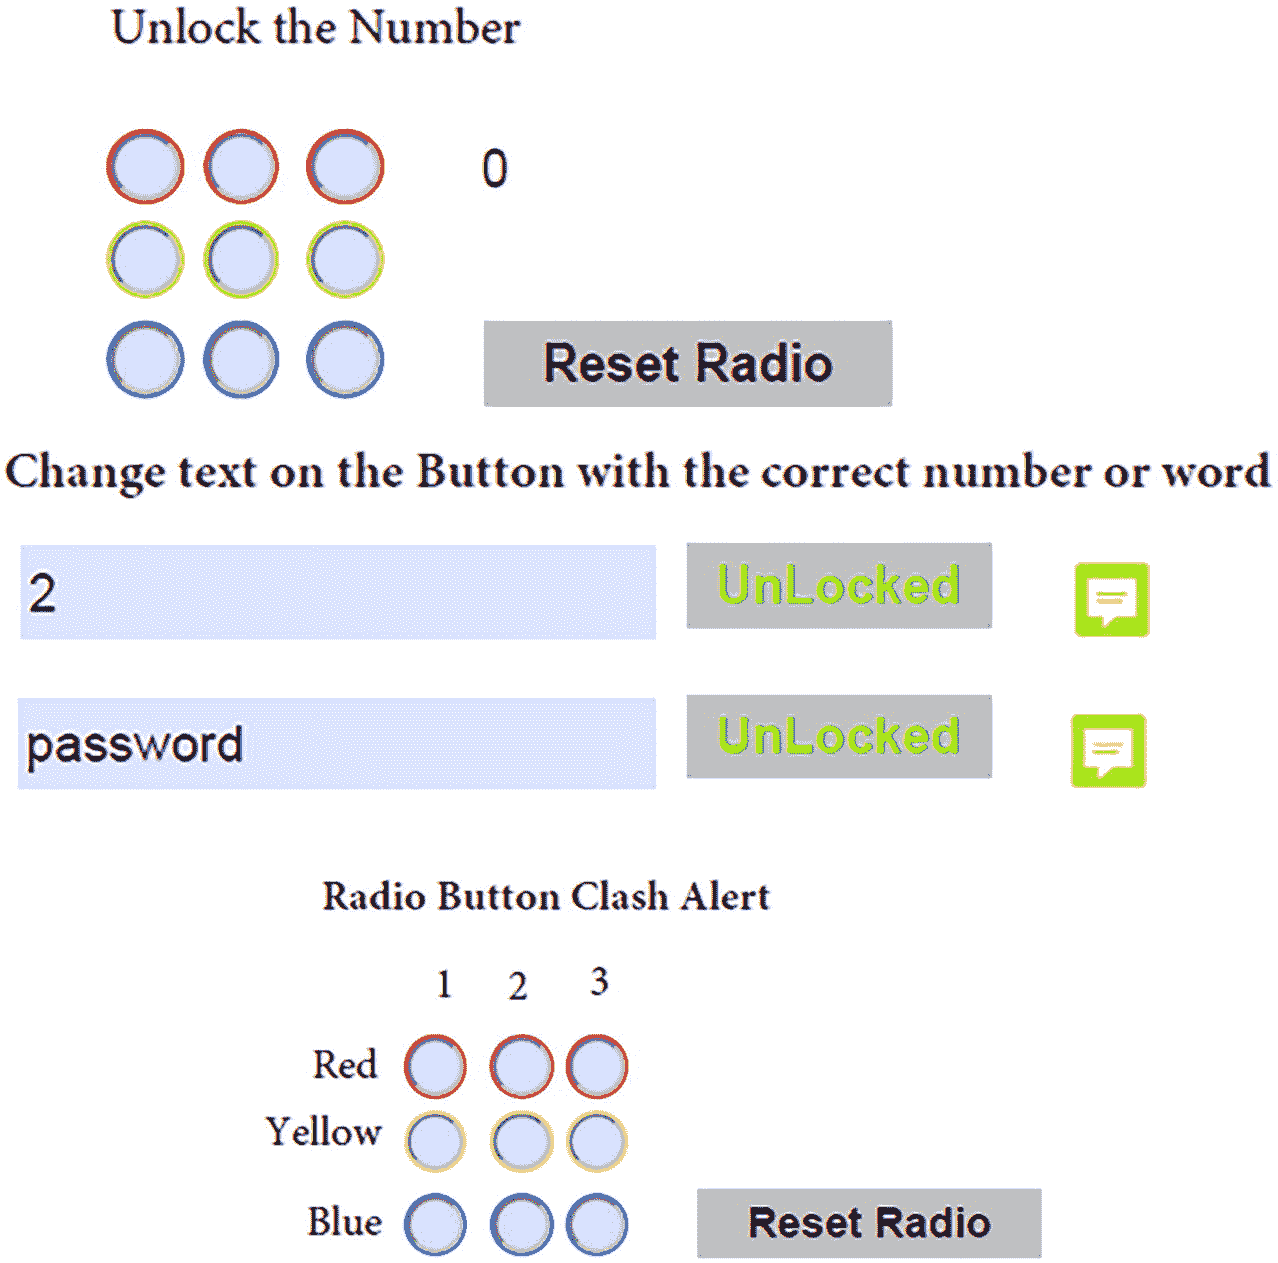 Unlock the Number
0
Reset Radio
Change text on the Button with the correct number or word
2 UnLocked
password UnLocked
Radio Button Clash Alert
1 2 3
Red
Yellow
Blue Reset Radio